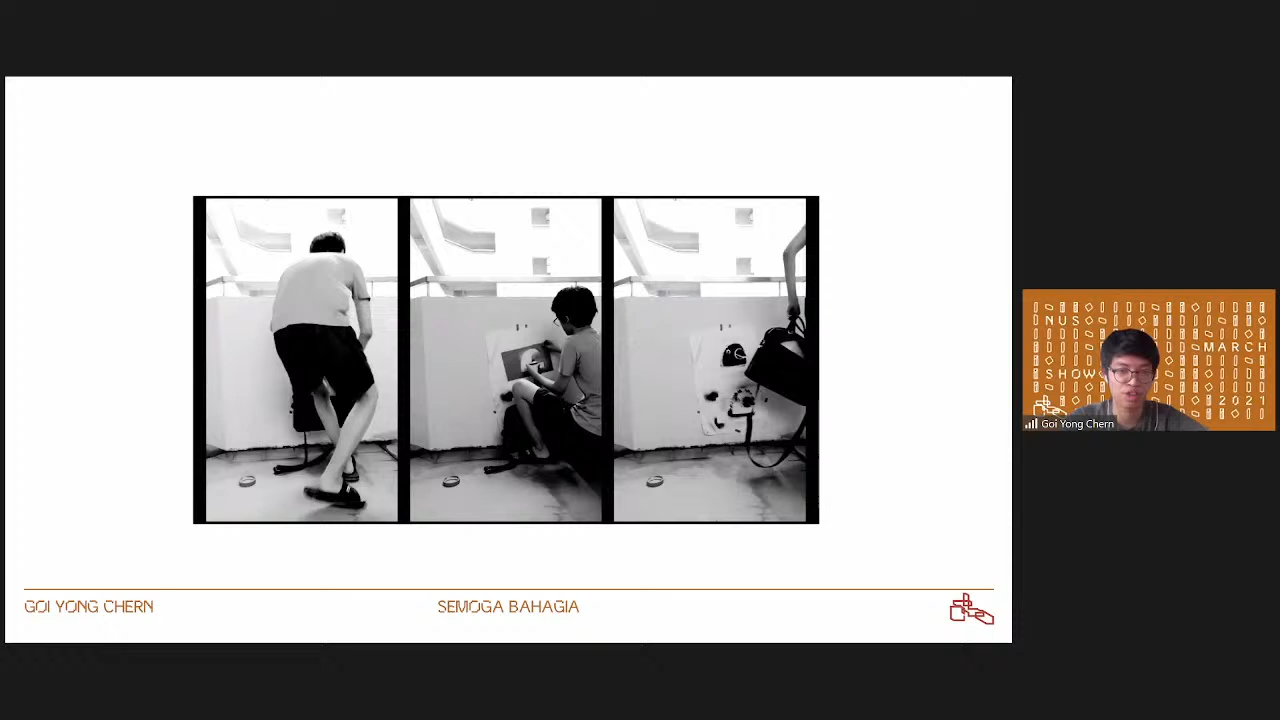 GOI YONG CHERN
SEMOGA BAHAGIA
NUS
MARCH
SHOW
2021
Goi Yong Chern